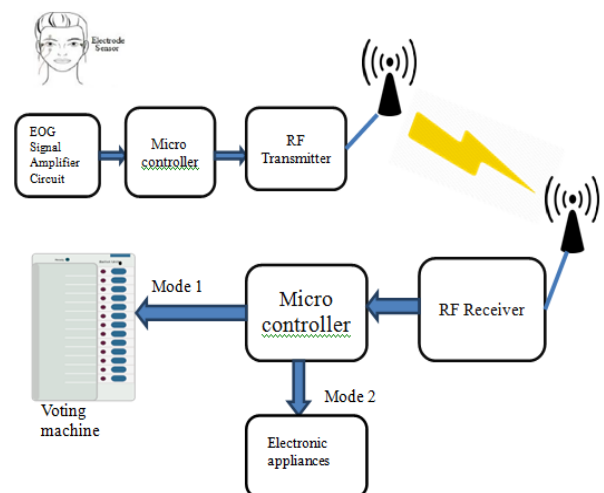 Electrode
Sensor
EOG
Signal
Amplifier
Circuit
Micro
controller
RF
Transmitter
Mode 1
Micro
controller
RF Receiver
Voting
machine
Mode 2
Electronic
appliances